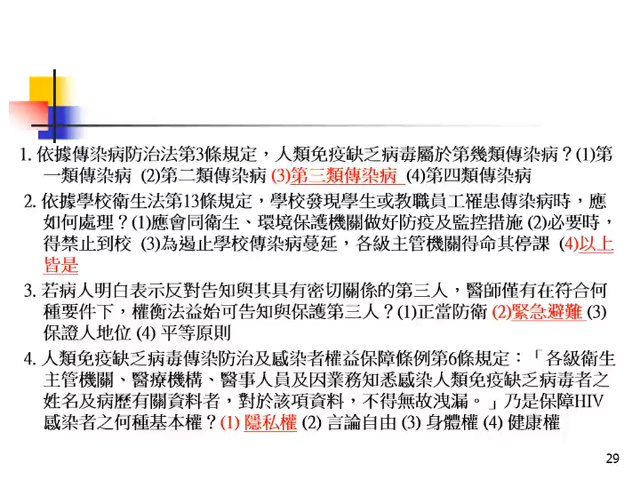 1. 依據傳染病防治法第3條規定，人類免疫缺乏病毒屬於第幾類傳染病？(1)第
一類傳染病 (2)第二類傳染病 (3)第三類傳染病 (4)第四類傳染病
2. 依據學校衛生法第13條規定，學校發現學生或教職員工罹患傳染病時，應
如何處理？(1)應會同衛生、環境保護機關做好防疫及監控措施 (2)必要時，
得禁止到校 (3)為遏止學校傳染病蔓延，各級主管機關得命其停課 (4)以上
皆是
3. 若病人明白表示反對告知與其具有密切關係的第三人，醫師僅有在符合何
種要件下，權衡法益始可告知與保護第三人？(1)正當防衛 (2)緊急避難 (3)
保證人地位 (4) 平等原則
4. 人類免疫缺乏病毒傳染防治及感染者權益保障條例第6條規定：「各級衛生
主管機關、醫療機構、醫事人員及因業務知悉感染人類免疫缺乏病毒者之
姓名及病歷有關資料者，對於該項資料，不得無故洩漏。」乃是保障HIV
感染者之何種基本權？(1) 隱私權 (2) 言論自由 (3) 身體權 (4) 健康權
29